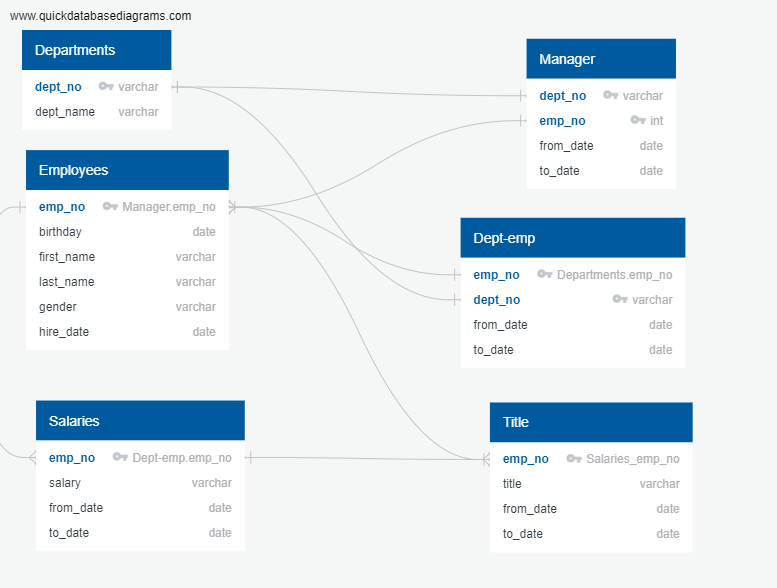 www.quickdatabasediagrams.com
Departments
dept_no varchar
dept_name varchar
Employees
emp_no Manager.emp_no
birthday date
first_name varchar
last_name varchar
gender varchar
hire_date date
Salaries
emp_no Dept-emp.emp_no
salary varchar
from_date date
to_date date
Manager
dept_no varchar
emp_no int
from_date date
to_date date
Dept-emp
emp_no Departments.emp_no
dept_no varchar
from_date date
to_date date
Title
emp_no Salaries_emp_no
title varchar
from_date date
to_date date